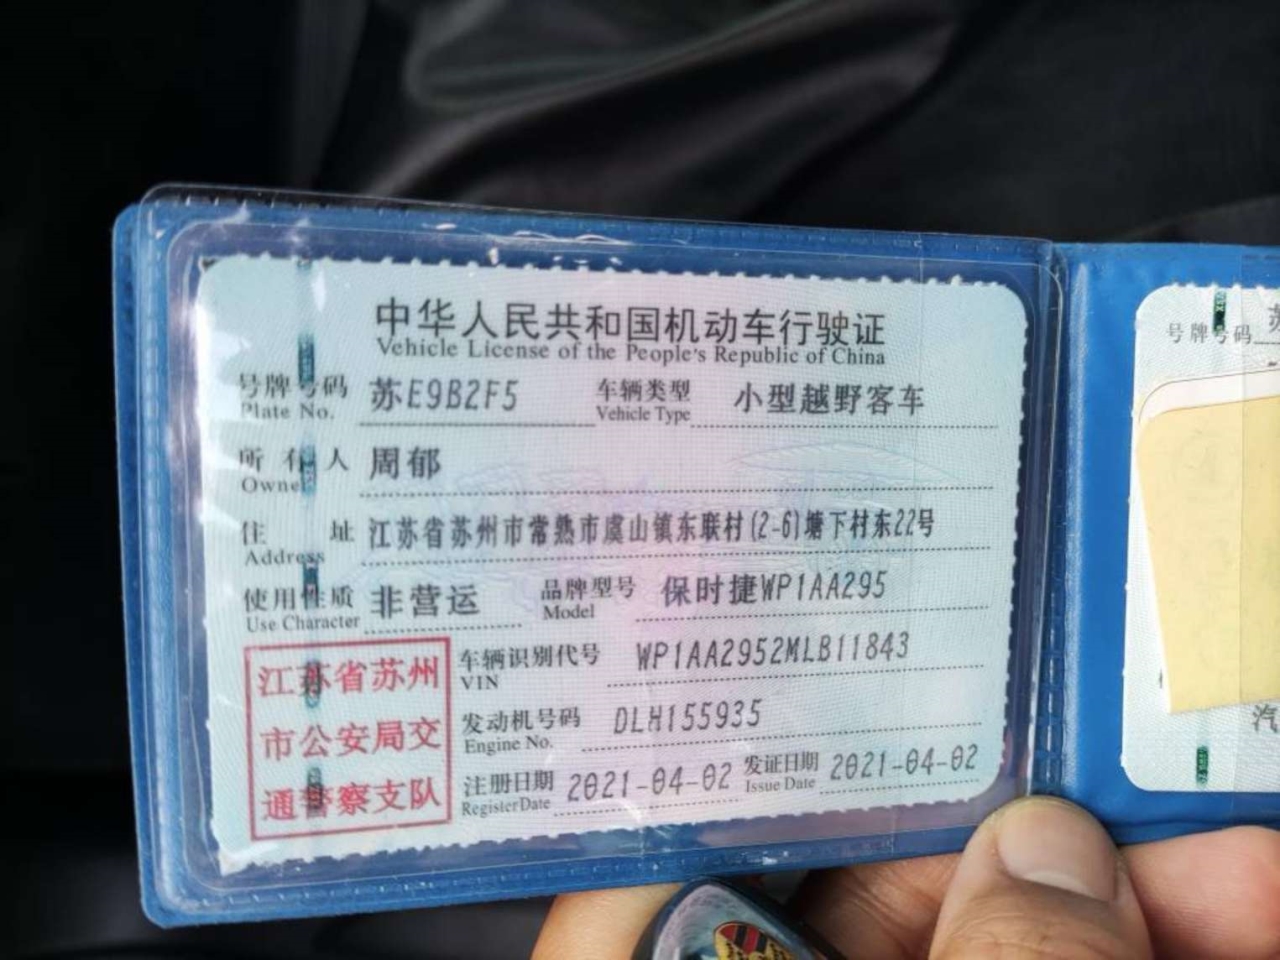 中华人民共和国机动车行驶证
Vehicle License of the People's Republic of China
号牌号码 苏E9B2F5 车辆类型 小型越野客车
Plate No. Vehicle Type
所有人 周郁
Owner
住址 江苏省苏州市常熟市虞山镇东联村(2-6)塘下村东22号
Address
使用性质 非营运 品牌型号 保时捷WP1AA295
Use Character Model
车辆识别代号 WP1AA2952MLB11843
VIN
发动机号码 DLH155935
Engine No.
注册日期 2021-04-02 发证日期 2021-04-02
Register Date Issue Date
江苏省苏州
市公安局交
通警察支队
号牌号码 苏
汽